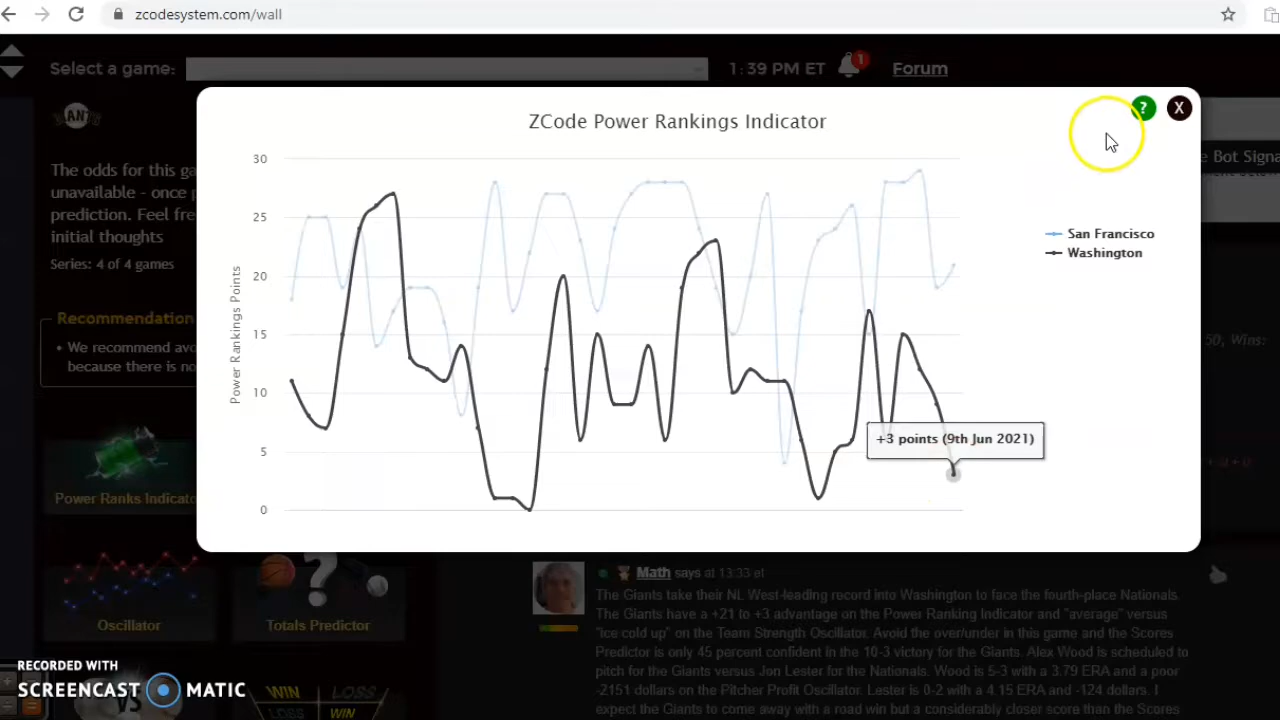 zcodesystem.com/wall
Select a game:
1:39 PM ET
1
Forum
ZCode Power Rankings Indicator
?
X
The odds for this ga
unavailable - once p
prediction. Feel fre
initial thoughts
Series: 4 of 4 games
Recommendation
• We recommend avo
because there is no
Power Ranks Indicato
30
25
20
15
10
5
0
Power Rankings Points
San Francisco
Washington
+3 points (9th Jun 2021)
e Bot Signa
50, Wins:
Oscillator
?
Totals Predictor
Math says at 13:33 et
The Giants take their NL West-leading record into Washington to face the fourth-place Nationals.
The Giants have a +21 to +3 advantage on the Power Ranking Indicator and "average" versus
"ice cold up" on the Team Strength Oscillator. Avoid the over/under in this game and the Scores
Predictor is only 45 percent confident in the 10-3 victory for the Giants. Alex Wood is scheduled to
pitch for the Giants versus Jon Lester for the Nationals. Wood is 5-3 with a 3.79 ERA and a poor
-2151 dollars on the Pitcher Profit Oscillator. Lester is 0-2 with a 4.15 ERA and -124 dollars. I
expect the Giants to come away with a road win but a considerably closer score than the Scores
RECORDED WITH
SCREENCAST MATIC
VS
WIN LOSS
LOSS WIN